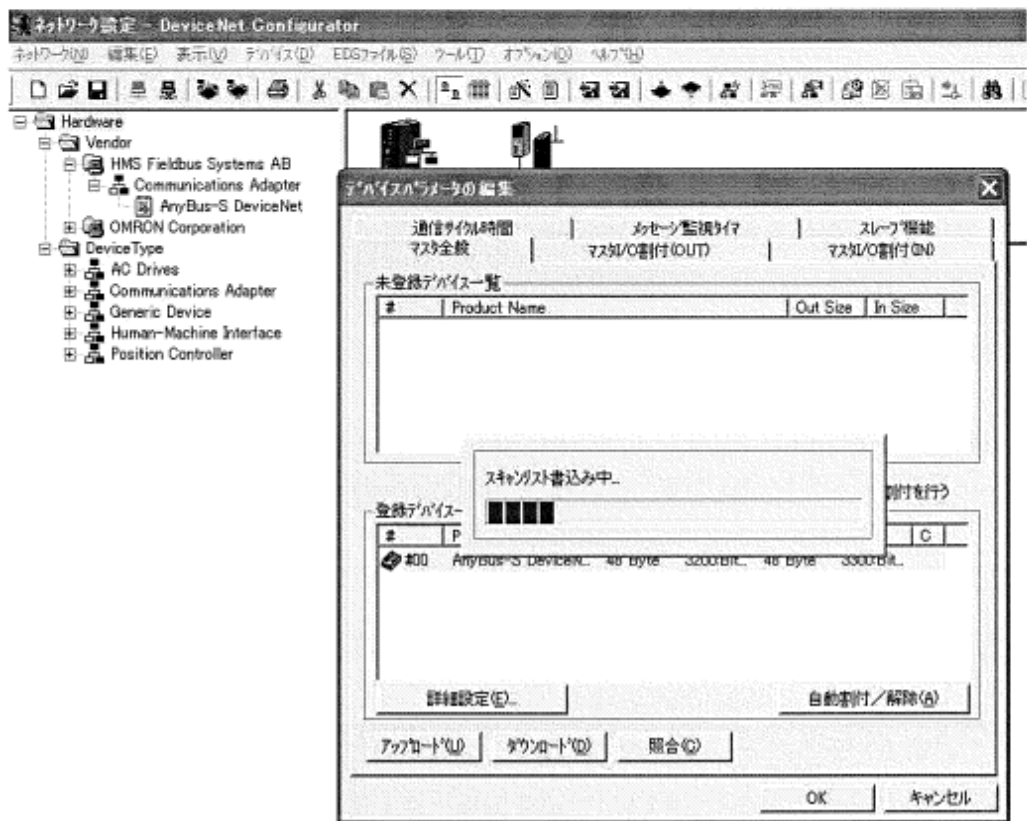 ネットワーク設定 - DeviceNet Configurator
ネットワーク(N) 編集(E) 表示(V) デバイス(D) EDSファイル(S) ツール(T) オプション(O) ヘルプ(H)
Hardware
Vendor
HMS Fieldbus Systems AB
Communications Adapter
AnyBus-S DeviceNet
OMRON Corporation
DeviceType
AC Drives
Communications Adapter
Generic Device
Human-Machine Interface
Position Controller
デバイスパラメータの編集
通信サイクル時間 メッセージ監視タイマ スレーブ機能
マスタ全般 マスタI/O割付(OUT) マスタI/O割付(IN)
未登録デバイス一覧
# Product Name Out Size In Size
スキャンリスト書込み中...
割付を行う
登録デバイス一
# P C
#00 AnyBus-S DeviceN... 48 Byte 3200:Bit... 48 Byte 3300:Bit...
詳細設定(E)... 自動割付/解除(A)
アップロード(U) ダウンロード(D) 照合(C)
OK キャンセル